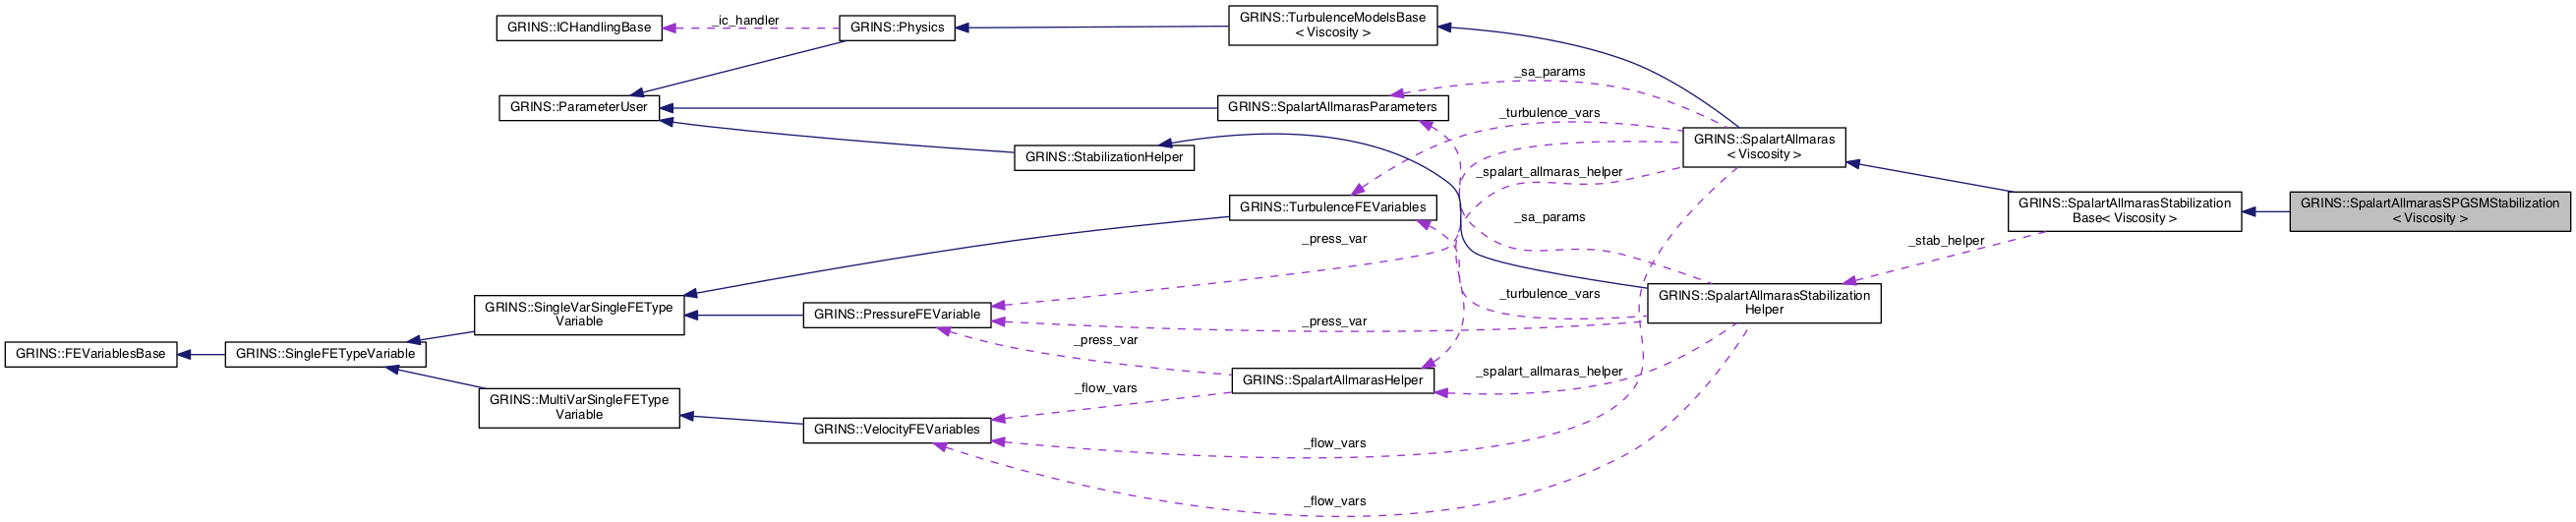 GRINS::ICHandlingBase
_ic_handler
GRINS::Physics
GRINS::TurbulenceModelsBase
< Viscosity >
GRINS::ParameterUser
GRINS::SpalartAllmarasParameters
_sa_params
_turbulence_vars
GRINS::StabilizationHelper
GRINS::SpalartAllmaras
< Viscosity >
_spalart_allmaras_helper
GRINS::TurbulenceFEVariables
_sa_params
GRINS::SpalartAllmarasStabilization
Base< Viscosity >
GRINS::SpalartAllmarasSPGSMStabilization
< Viscosity >
_press_var
_stab_helper
GRINS::SingleVarSingleFEType
Variable
GRINS::PressureFEVariable
_turbulence_vars
GRINS::SpalartAllmarasStabilization
Helper
_press_var
_press_var
GRINS::FEVariablesBase
GRINS::SingleFETypeVariable
GRINS::SpalartAllmarasHelper
_spalart_allmaras_helper
_flow_vars
GRINS::MultiVarSingleFEType
Variable
GRINS::VelocityFEVariables
_flow_vars
_flow_vars